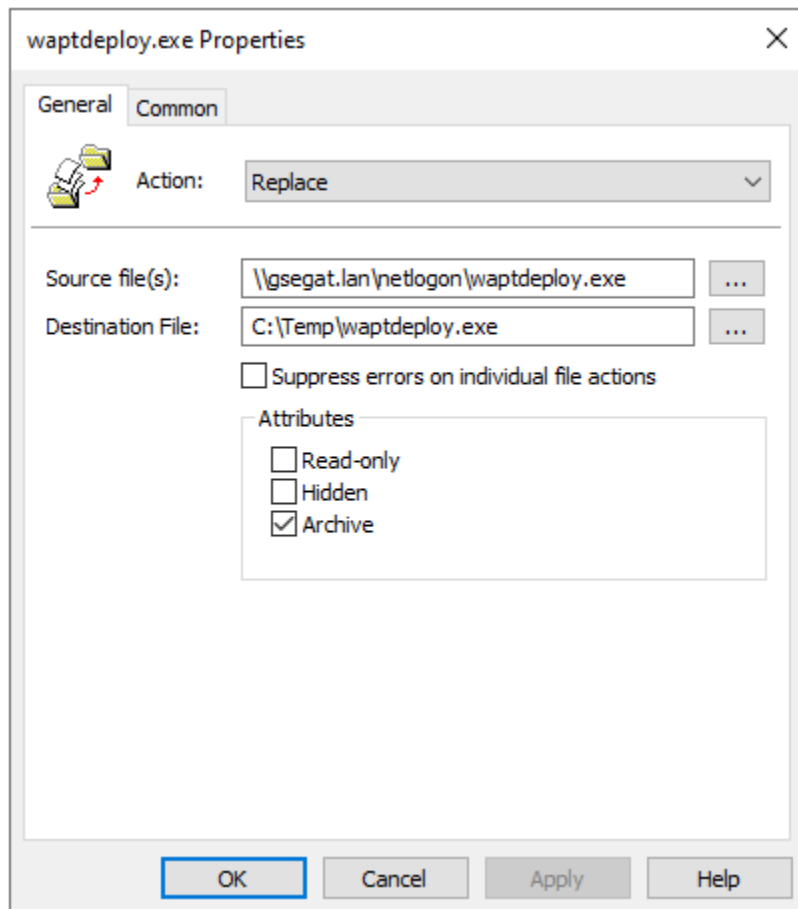 waptdeploy.exe Properties
General Common
Action: Replace
Source file(s): \\gsegat.lan\netlogon\waptdeploy.exe ...
Destination File: C:\Temp\waptdeploy.exe ...
Suppress errors on individual file actions
Attributes
Read-only
Hidden
Archive
OK Cancel Apply Help